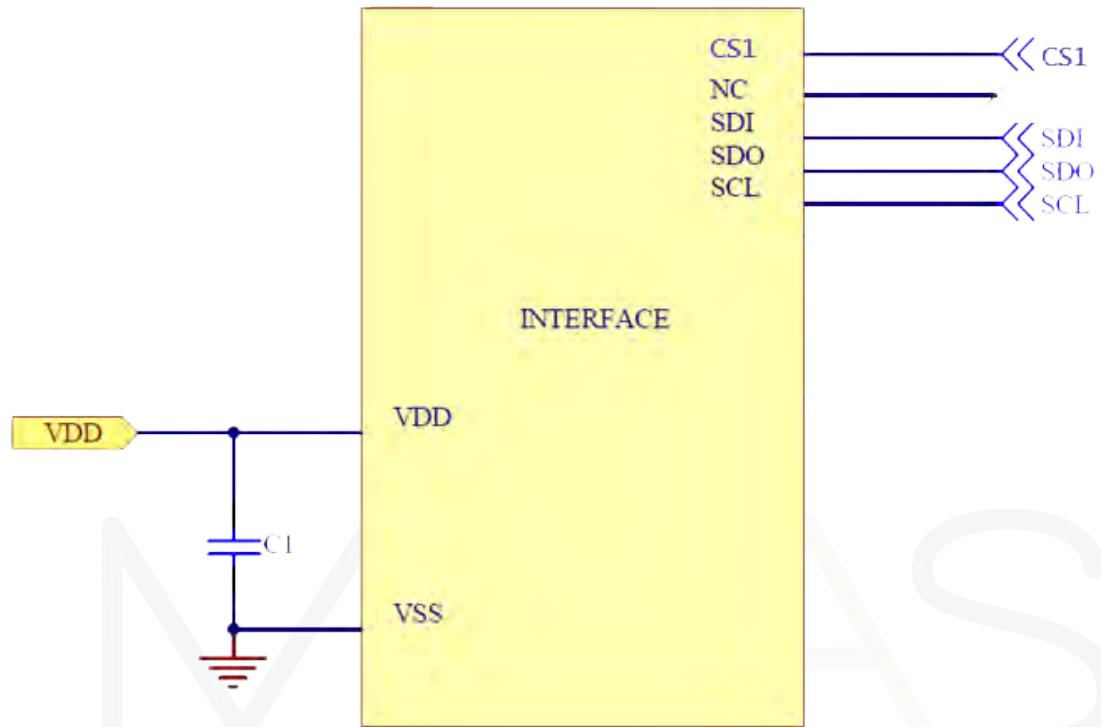 CS1 CS1
NC
SDI SDI
SDO SDO
SCL SCL
INTERFACE
VDD VDD
C1
VSS